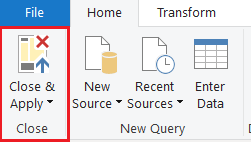 File Home Transform
Close & New Recent Enter
Apply Source Sources Data
Close New Query